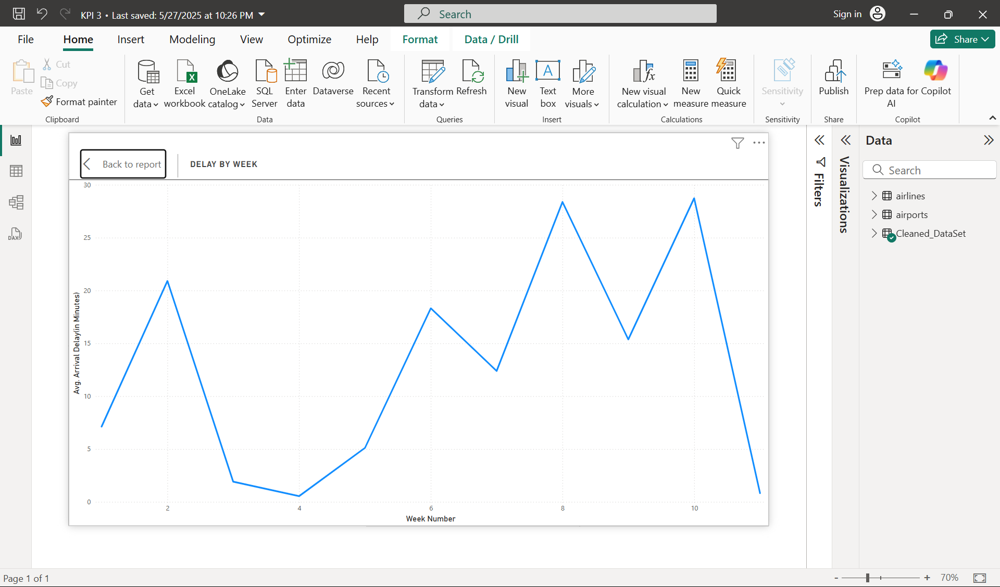 KPI 3 • Last saved: 5/27/2025 at 10:26 PM
Search
Sign in
File Home Insert Modeling View Optimize Help Format Data / Drill
Share
Paste
Cut
Copy
Format painter
Clipboard
Get data
Excel workbook
OneLake catalog
SQL Server
Enter data
Dataverse
Recent sources
Data
Transform data
Refresh
Queries
New visual
Text box
More visuals
Insert
New visual calculation
New measure
Quick measure
Calculations
Sensitivity
Sensitivity
Publish
Share
Prep data for AI
Copilot
Copilot
DAX
Back to report
DELAY BY WEEK
30
25
20
15
10
5
0
Avg. Arrival Delay(in Minutes)
2 4 6 8 10
Week Number
Filters
Visualizations
Data
Search
airlines
airports
Cleaned_DataSet
Page 1 of 1
- + 70%